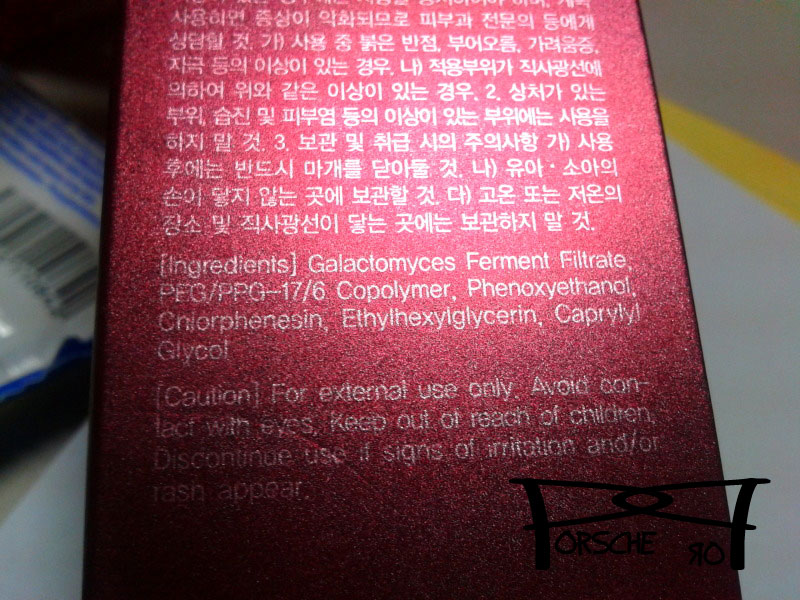 사용하면 증상이 악화되므로 피부과 전문의 등에게
상담할 것. 가) 사용 중 붉은 반점, 부어오름, 가려움증,
자극 등의 이상이 있는 경우. 나) 적용부위가 직사광선에
의하여 위와 같은 이상이 있는 경우. 2. 상처가 있는
부위, 습진 및 피부염 등의 이상이 있는 부위에는 사용을
하지 말 것. 3. 보관 및 취급 시의 주의사항 가) 사용
후에는 반드시 마개를 닫아둘 것. 나) 유아·소아의
손이 닿지 않는 곳에 보관할 것. 다) 고온 또는 저온의
장소 및 직사광선이 닿는 곳에는 보관하지 말 것.
[Ingredients] Galactomyces Ferment Filtrate,
PEG/PPG-17/6 Copolymer, Phenoxyethanol,
Chlorphenesin, Ethylhexylglycerin, Caprylyl
Glycol
[Caution] For external use only. Avoid con-
tact with eyes. Keep out of reach of children.
Discontinue use if signs of irritation and/or
rash appear.